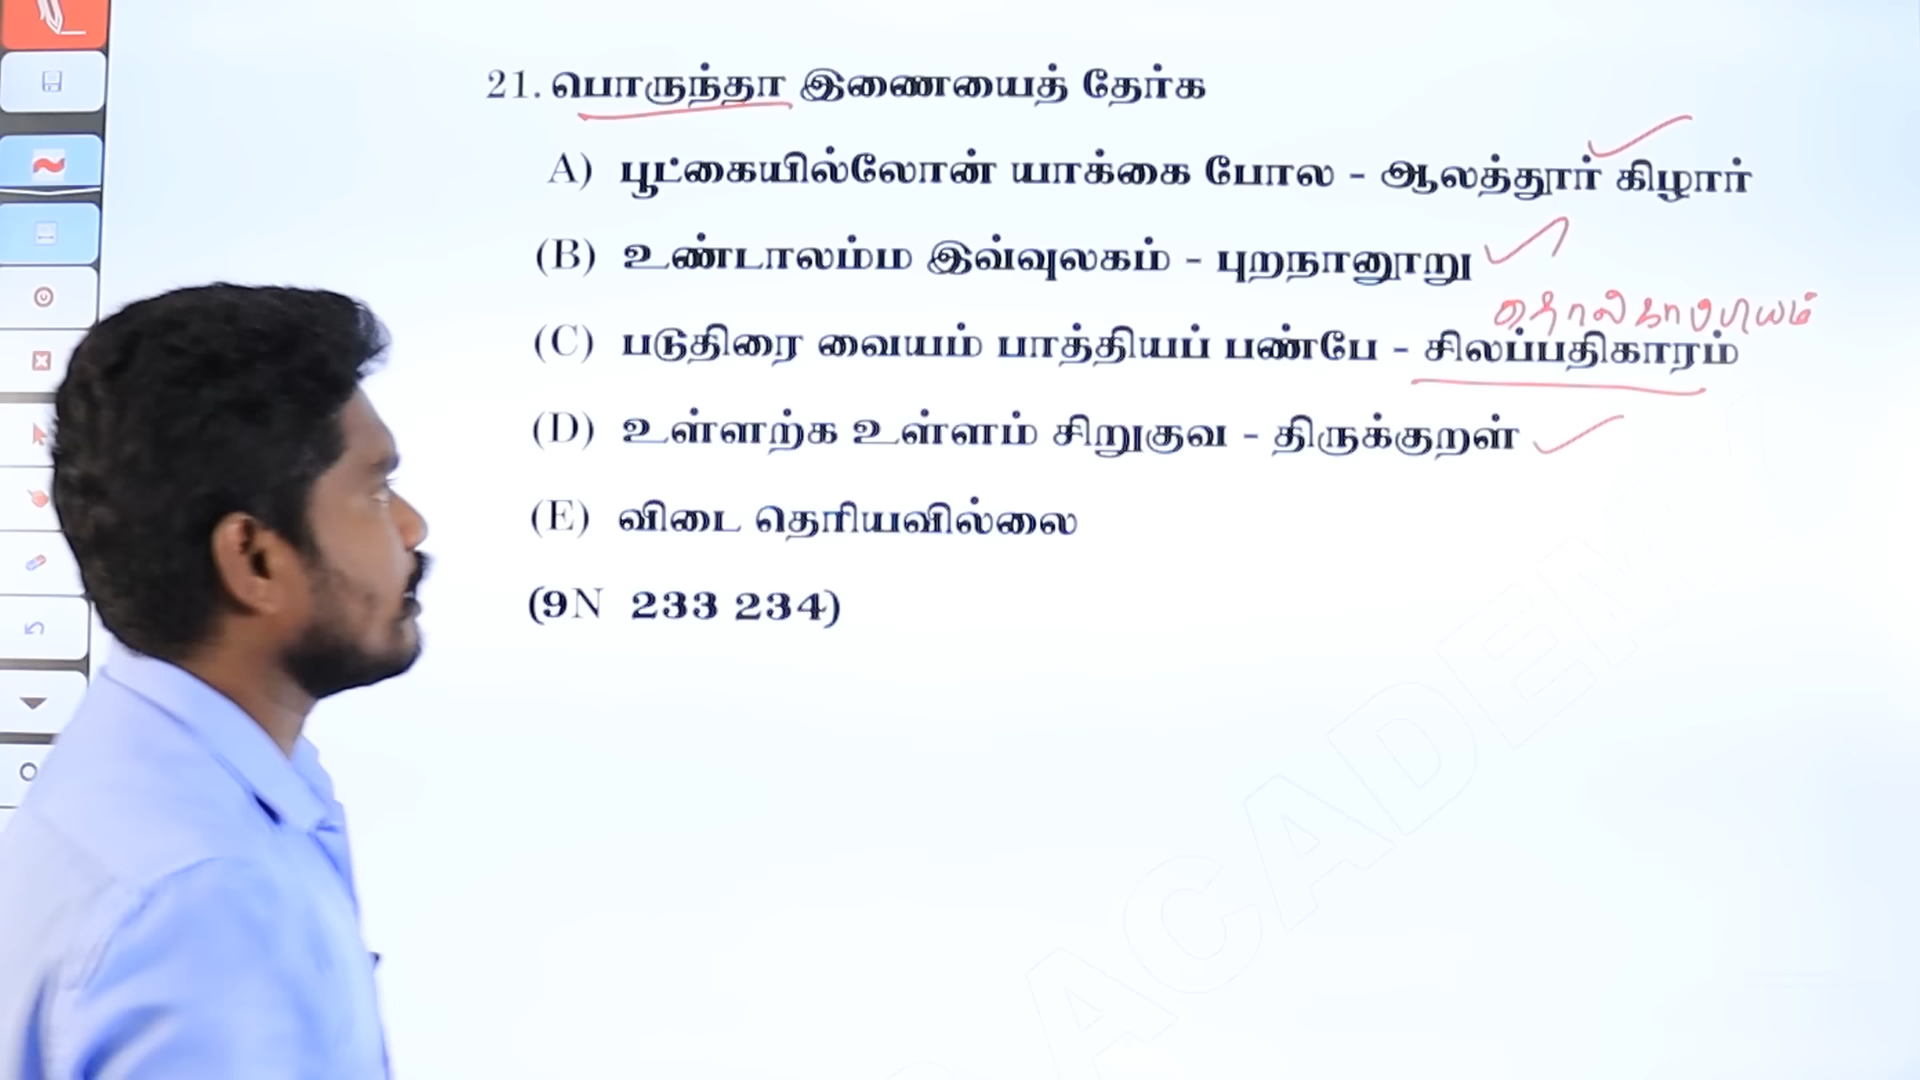 21. பொருந்தா இணையைத் தேர்க
A) பூட்கையில்லோன் யாக்கை போல - ஆலத்தூர் கிழார்
(B) உண்டாலம்ம இவ்வுலகம் - புறநானூறு
தொல்காப்பியம்
(C) படுதிரை வையம் பாத்தியப் பண்பே - சிலப்பதிகாரம்
(D) உள்ளற்க உள்ளம் சிறுகுவ - திருக்குறள்
(E) விடை தெரியவில்லை
(9N 233 234)
ACADEM